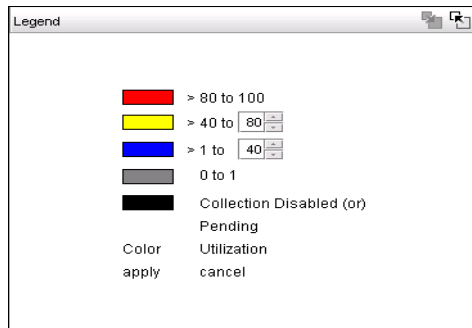 Legend
> 80 to 100
> 40 to 80
> 1 to 40
0 to 1
Collection Disabled (or)
Pending
Color Utilization
apply cancel